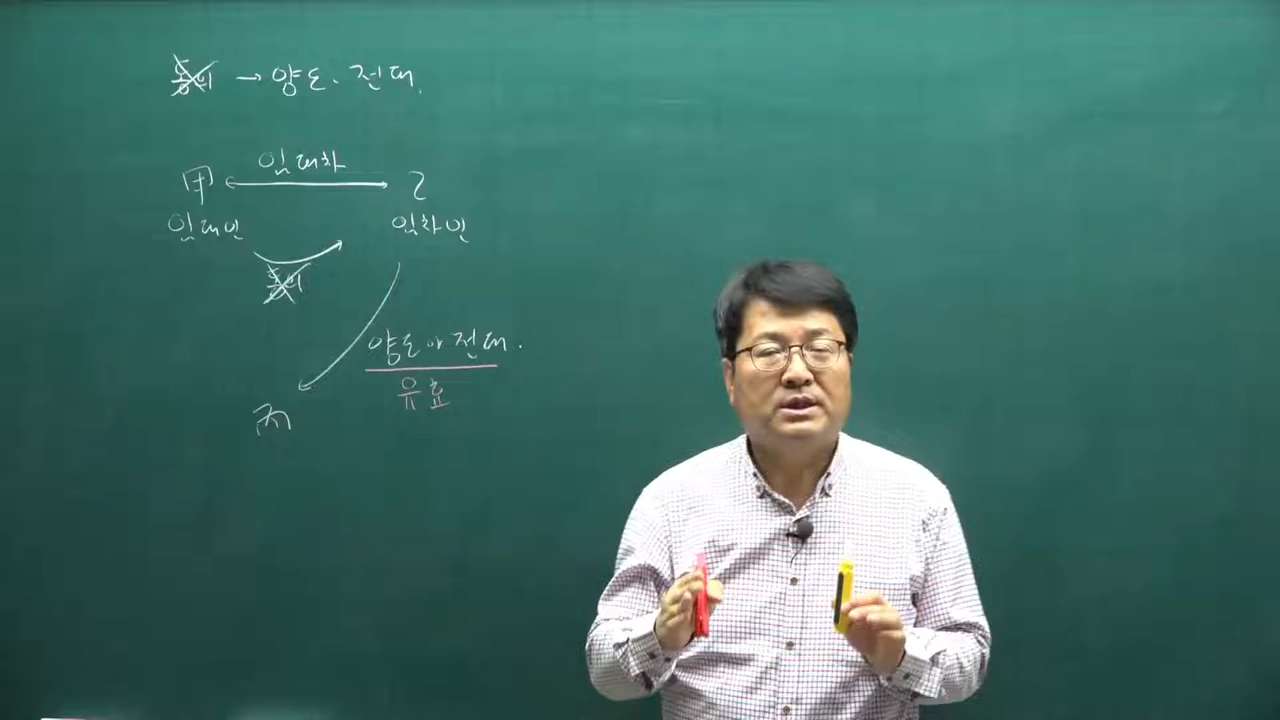 동의 → 양도. 전대.
甲 ←임대차→ 乙
임대인 임차인
동의
양도 or 전대.
유효
丙